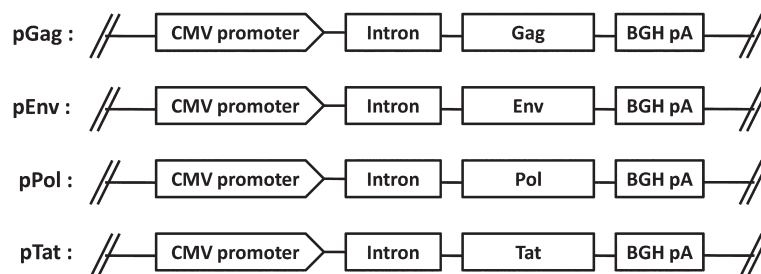 pGag : CMV promoter Intron Gag BGH pA
pEnv : CMV promoter Intron Env BGH pA
pPol : CMV promoter Intron Pol BGH pA
pTat : CMV promoter Intron Tat BGH pA